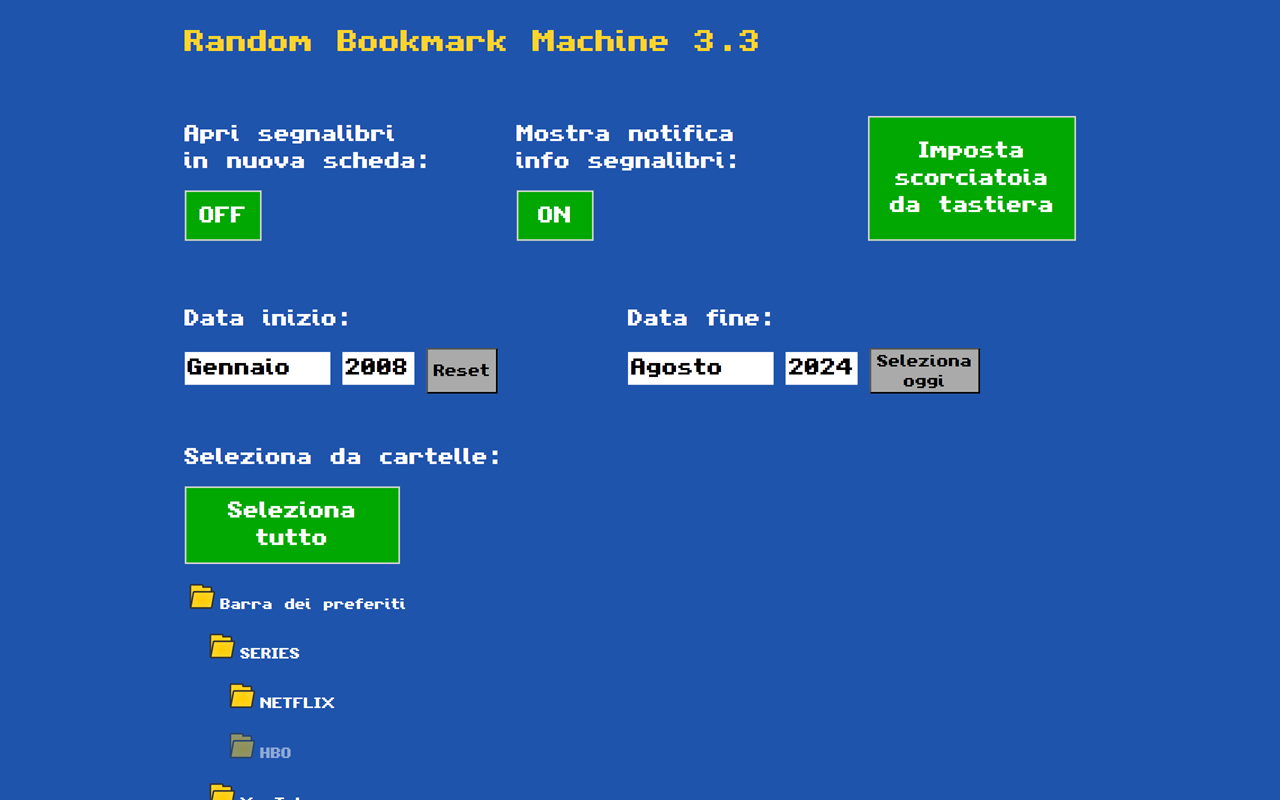 Random Bookmark Machine 3.3
Apri segnalibri
in nuova scheda:
OFF
Mostra notifica
info segnalibri:
ON
Imposta
scorciatoia
da tastiera
Data inizio:
Gennaio 2008 Reset
Data fine:
Agosto 2024 Seleziona
oggi
Seleziona da cartelle:
Seleziona
tutto
Barra dei preferiti
SERIES
NETFLIX
HBO